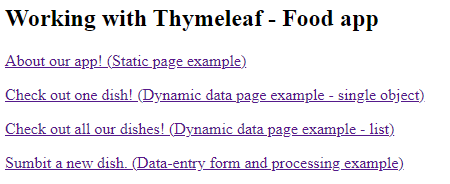 Working with Thymeleaf - Food app
About our app! (Static page example)
Check out one dish! (Dynamic data page example - single object)
Check out all our dishes! (Dynamic data page example - list)
Sumbit a new dish. (Data-entry form and processing example)